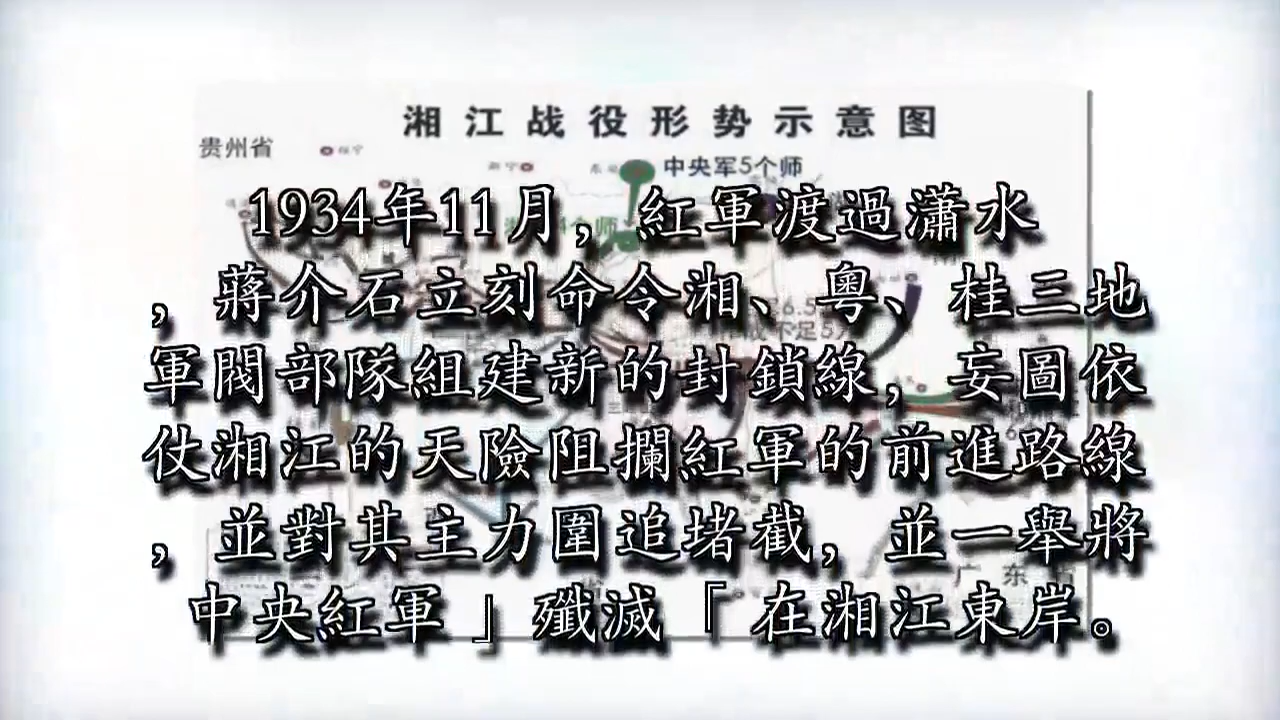 湘江战役形势示意图
贵州省
中央军5个师
1934年11月，紅軍渡過瀟水
，蔣介石立刻命令湘、粵、桂三地
軍閥部隊組建新的封鎖線，妄圖依
仗湘江的天險阻攔紅軍的前進路線
，並對其主力圍追堵截，並一舉將
中央紅軍」殲滅「在湘江東岸。
广东省